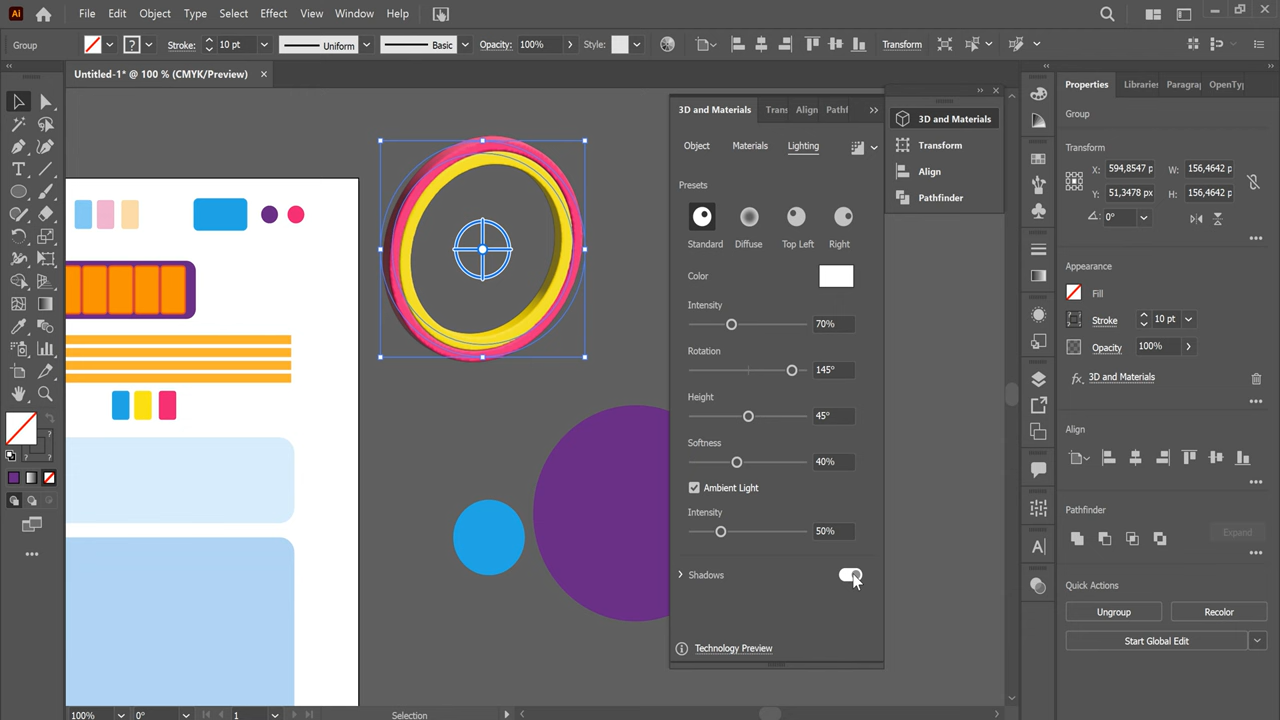 Ai File Edit Object Type Select Effect View Window Help
Group ? Stroke: 10 pt Uniform Basic Opacity: 100% Style: Transform
Untitled-1* @ 100 % (CMYK/Preview)
3D and Materials Trans Align Pathf
Object Materials Lighting
Presets
Standard Diffuse Top Left Right
Color
Intensity
70%
Rotation
145°
Height
45°
Softness
40%
Ambient Light
Intensity
50%
Shadows
Technology Preview
3D and Materials
Transform
Align
Pathfinder
Properties Libraries Paragra OpenTy
Group
Transform
X: 594,8547 p W: 156,4642 p
Y: 51,3478 px H: 156,4642 p
0°
Appearance
Fill
Stroke 10 pt
Opacity 100%
fx. 3D and Materials
Align
Pathfinder
Expand
Quick Actions
Ungroup Recolor
Start Global Edit
100% 0° 1 Selection